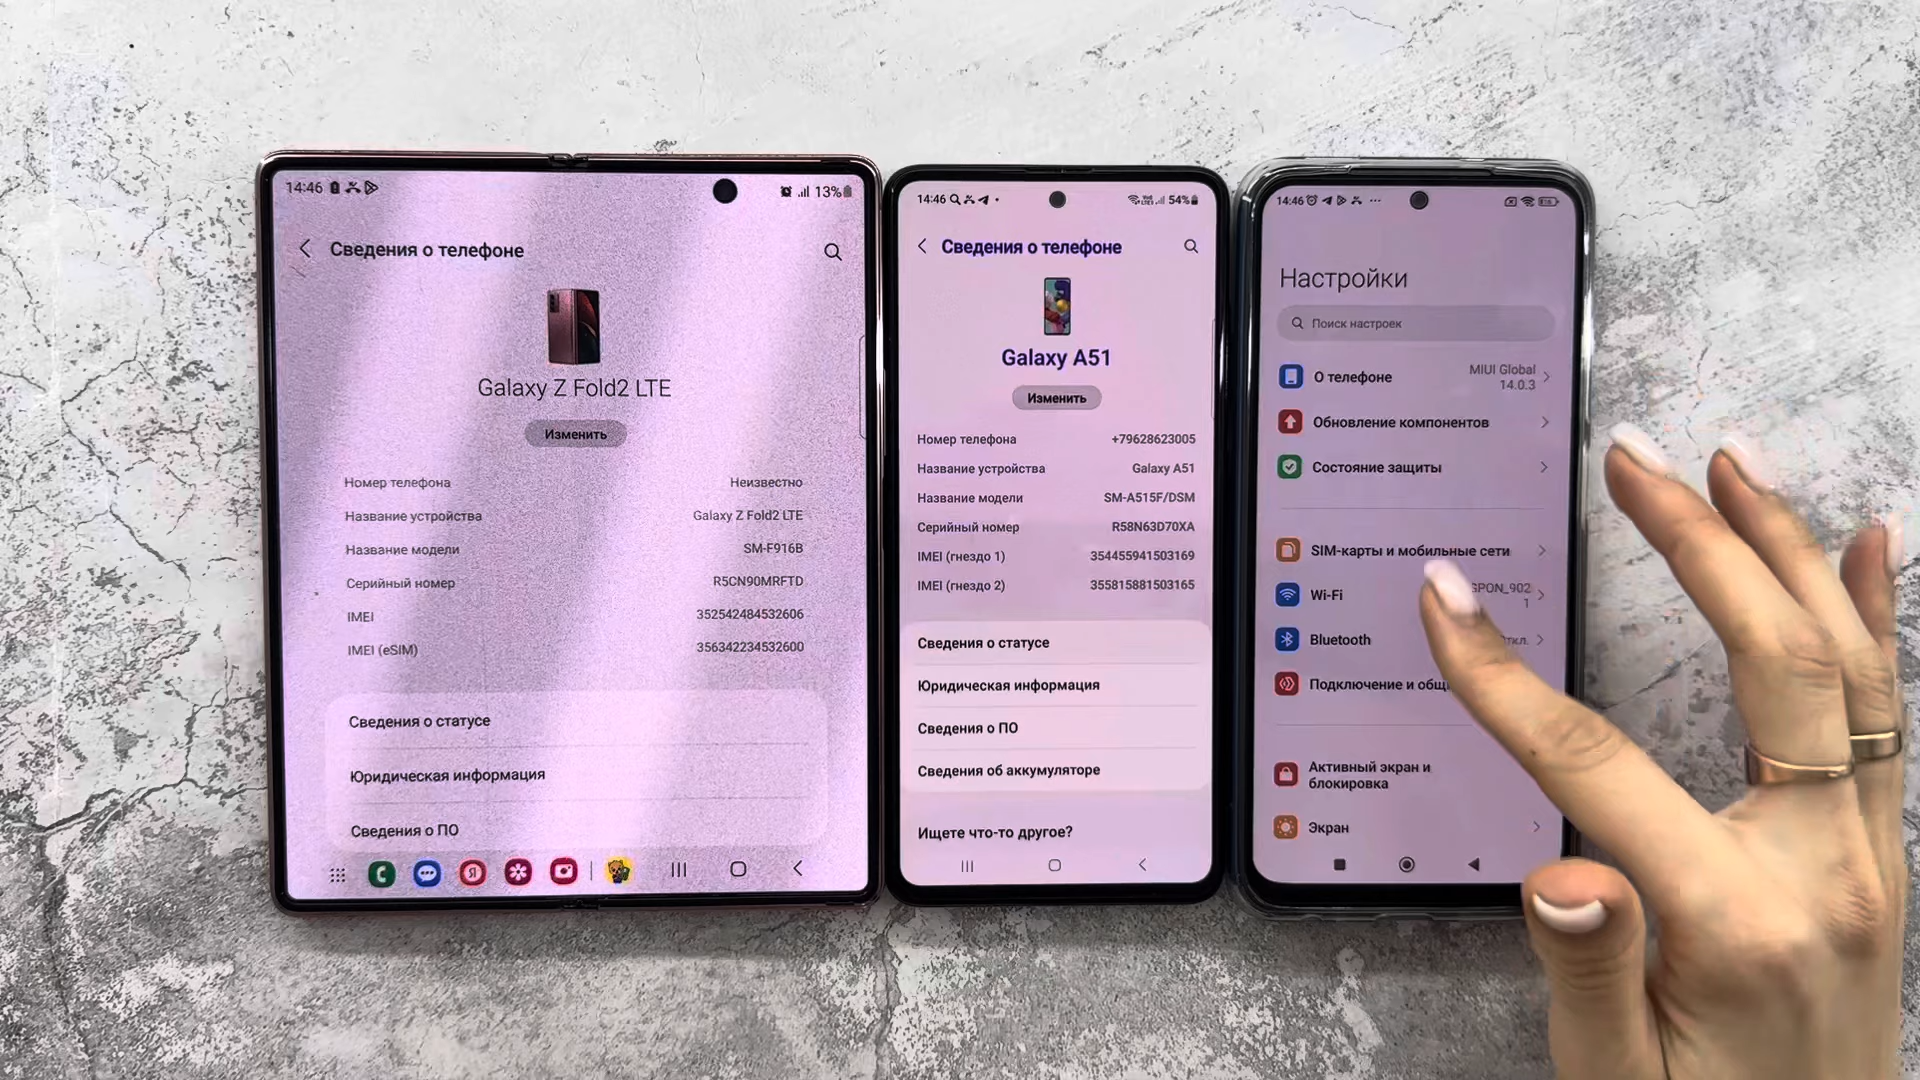 14:46
13%
Сведения о телефоне
Galaxy Z Fold2 LTE
Изменить
Номер телефона Неизвестно
Название устройства Galaxy Z Fold2 LTE
Название модели SM-F916B
Серийный номер R5CN90MRFTD
IMEI 352542484532606
IMEI (eSIM) 356342234532600
Сведения о статусе
Юридическая информация
Сведения о ПО
Я
14:46
54%
Сведения о телефоне
Galaxy A51
Изменить
Номер телефона +79628623005
Название устройства Galaxy A51
Название модели SM-A515F/DSM
Серийный номер R58N63D70XA
IMEI (гнездо 1) 354455941503169
IMEI (гнездо 2) 355815881503165
Сведения о статусе
Юридическая информация
Сведения о ПО
Сведения об аккумуляторе
Ищете что-то другое?
14:46
Настройки
Поиск настроек
О телефоне MIUI Global
14.0.3
Обновление компонентов
Состояние защиты
SIM-карты и мобильные сети
Wi-Fi GPON_902
1
Bluetooth Откл.
Подключение и общ
Активный экран и
блокировка
Экран